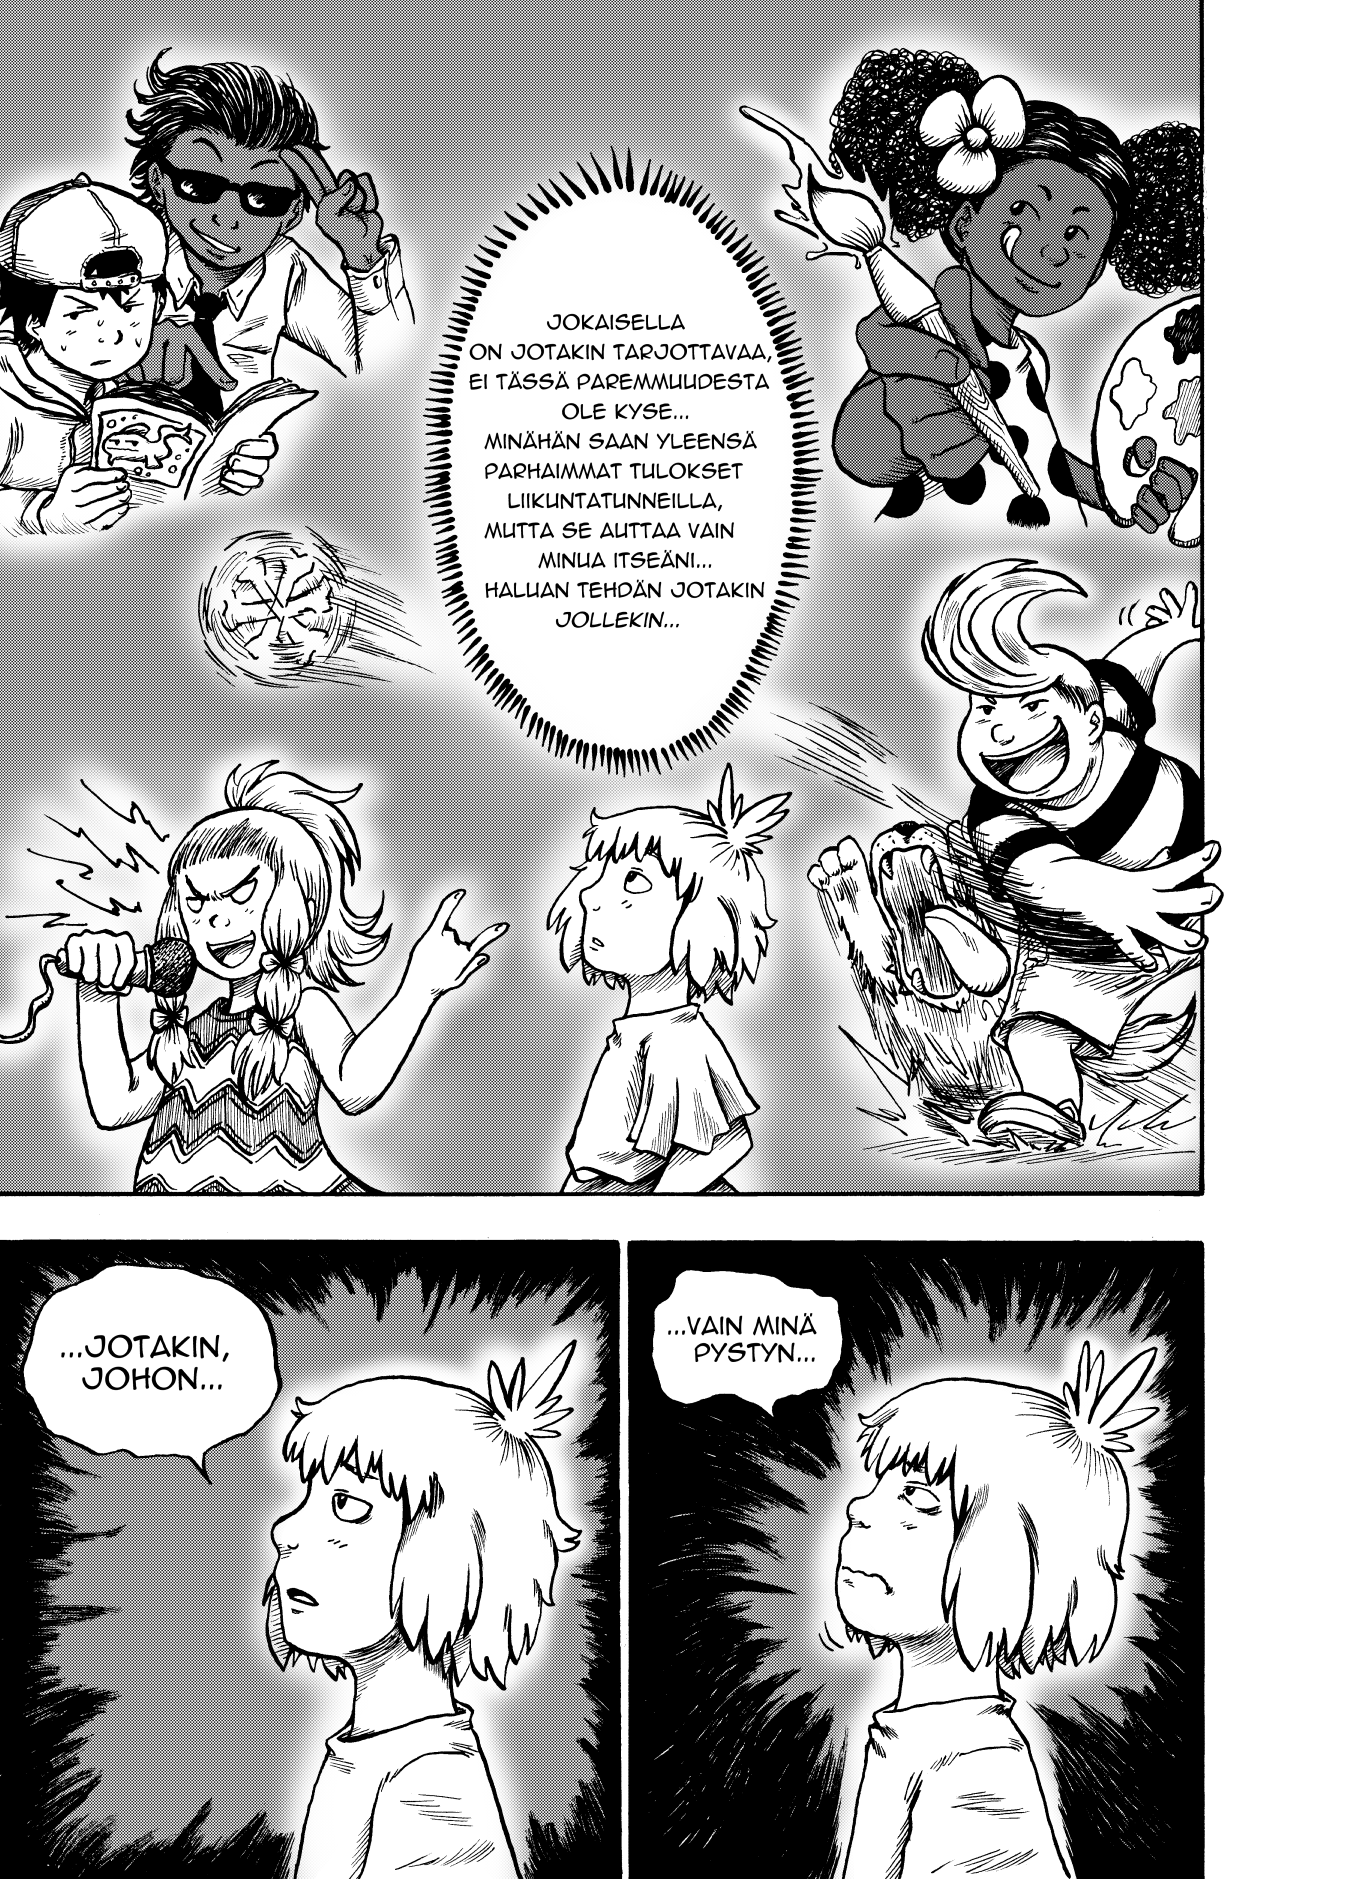 JOKAISELLA
ON JOTAKIN TARJOTTAVAA,
EI TÄSSÄ PAREMMUUDESTA
OLE KYSE...
MINÄHÄN SAAN YLEENSÄ
PARHAIMMAT TULOKSET
LIIKUNTATUNNEILLA,
MUTTA SE AUTTAA VAIN
MINUA ITSEÄNI...
HALUAN TEHDÄN JOTAKIN
JOLLEKIN...
...JOTAKIN,
JOHON...
...VAIN MINÄ
PYSTYN...